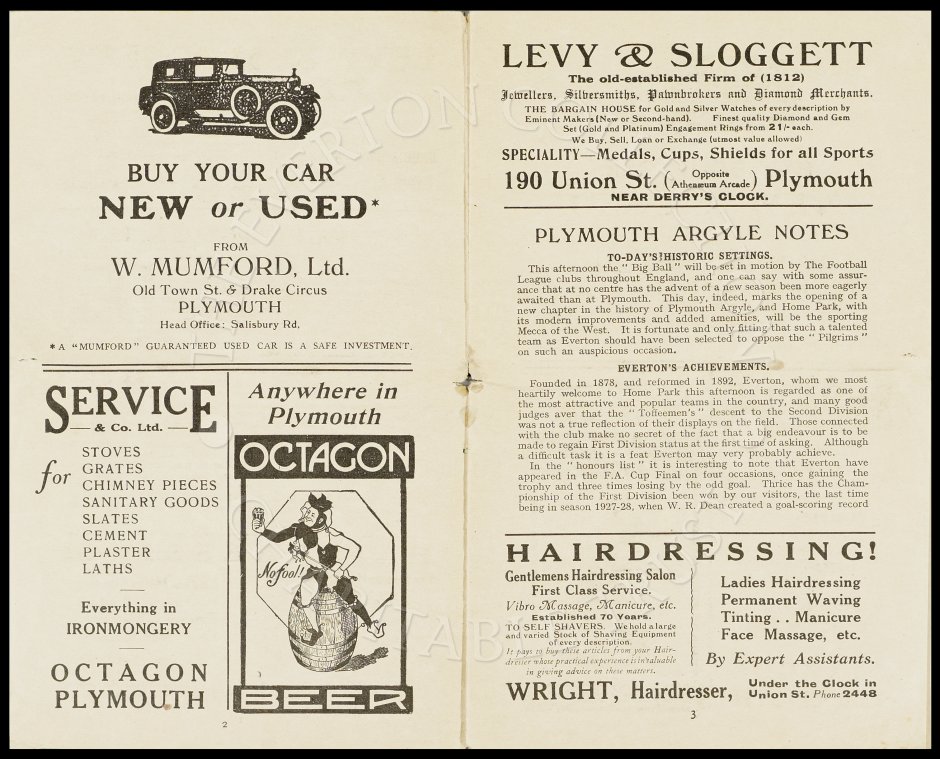 BUY YOUR CAR
NEW or USED*
FROM
W. MUMFORD, Ltd.
Old Town St. & Drake Circus
PLYMOUTH
Head Office: Salisbury Rd.
* A "MUMFORD" GUARANTEED USED CAR IS A SAFE INVESTMENT.
SERVICE
& Co. Ltd.
for
STOVES
GRATES
CHIMNEY PIECES
SANITARY GOODS
SLATES
CEMENT
PLASTER
LATHS
Everything in
IRONMONGERY
OCTAGON
PLYMOUTH
Anywhere in
Plymouth
OCTAGON
No fool!
BEER
2
LEVY & SLOGGETT
The old-established Firm of (1812)
Jewellers, Silversmiths, Pawnbrokers and Diamond Merchants.
THE BARGAIN HOUSE for Gold and Silver Watches of every description by
Eminent Makers (New or Second-hand). Finest quality Diamond and Gem
Set (Gold and Platinum) Engagement Rings from 21/- each.
We Buy, Sell, Loan or Exchange (utmost value allowed)
SPECIALITY—Medals, Cups, Shields for all Sports
190 Union St. (Opposite Athenæum Arcade) Plymouth
NEAR DERRY'S CLOCK.
PLYMOUTH ARGYLE NOTES
TO-DAY'S HISTORIC SETTINGS.
This afternoon the "Big Ball" will be set in motion by The Football
League clubs throughout England, and one can say with some assur-
ance that at no centre has the advent of a new season been more eagerly
awaited than at Plymouth. This day, indeed, marks the opening of a
new chapter in the history of Plymouth Argyle, and Home Park, with
its modern improvements and added amenities, will be the sporting
Mecca of the West. It is fortunate and only fitting that such a talented
team as Everton should have been selected to oppose the "Pilgrims"
on such an auspicious occasion.
EVERTON'S ACHIEVEMENTS.
Founded in 1878, and reformed in 1892, Everton, whom we most
heartily welcome to Home Park this afternoon is regarded as one of
the most attractive and popular teams in the country, and many good
judges aver that the "Toffeemen's" descent to the Second Division
was not a true reflection of their displays on the field. Those connected
with the club make no secret of the fact that a big endeavour is to be
made to regain First Division status at the first time of asking. Although
a difficult task it is a feat Everton may very probably achieve.
In the "honours list" it is interesting to note that Everton have
appeared in the F.A. Cup Final on four occasions, once gaining the
trophy and three times losing by the odd goal. Thrice has the Cham-
pionship of the First Division been won by our visitors, the last time
being in season 1927-28, when W. R. Dean created a goal-scoring record
HAIRDRESSING!
Gentlemens Hairdressing Salon
First Class Service.
Vibro Massage, Manicure, etc.
Established 70 Years.
TO SELF SHAVERS. We hold a large
and varied Stock of Shaving Equipment
of every description.
It pays to buy these articles from your Hair-
dresser whose practical experience is invaluable
in giving advice on these matters.
Ladies Hairdressing
Permanent Waving
Tinting . . Manicure
Face Massage, etc.
By Expert Assistants.
WRIGHT, Hairdresser,
Under the Clock in
Union St. Phone 2448
3